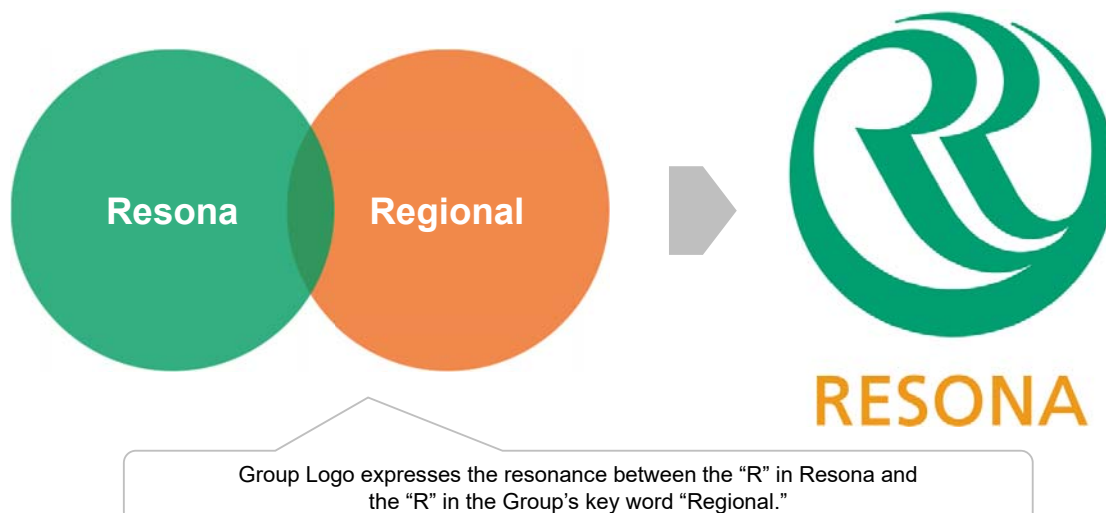 Resona
Regional
RESONA
Group Logo expresses the resonance between the “R” in Resona and
the “R” in the Group’s key word “Regional.”